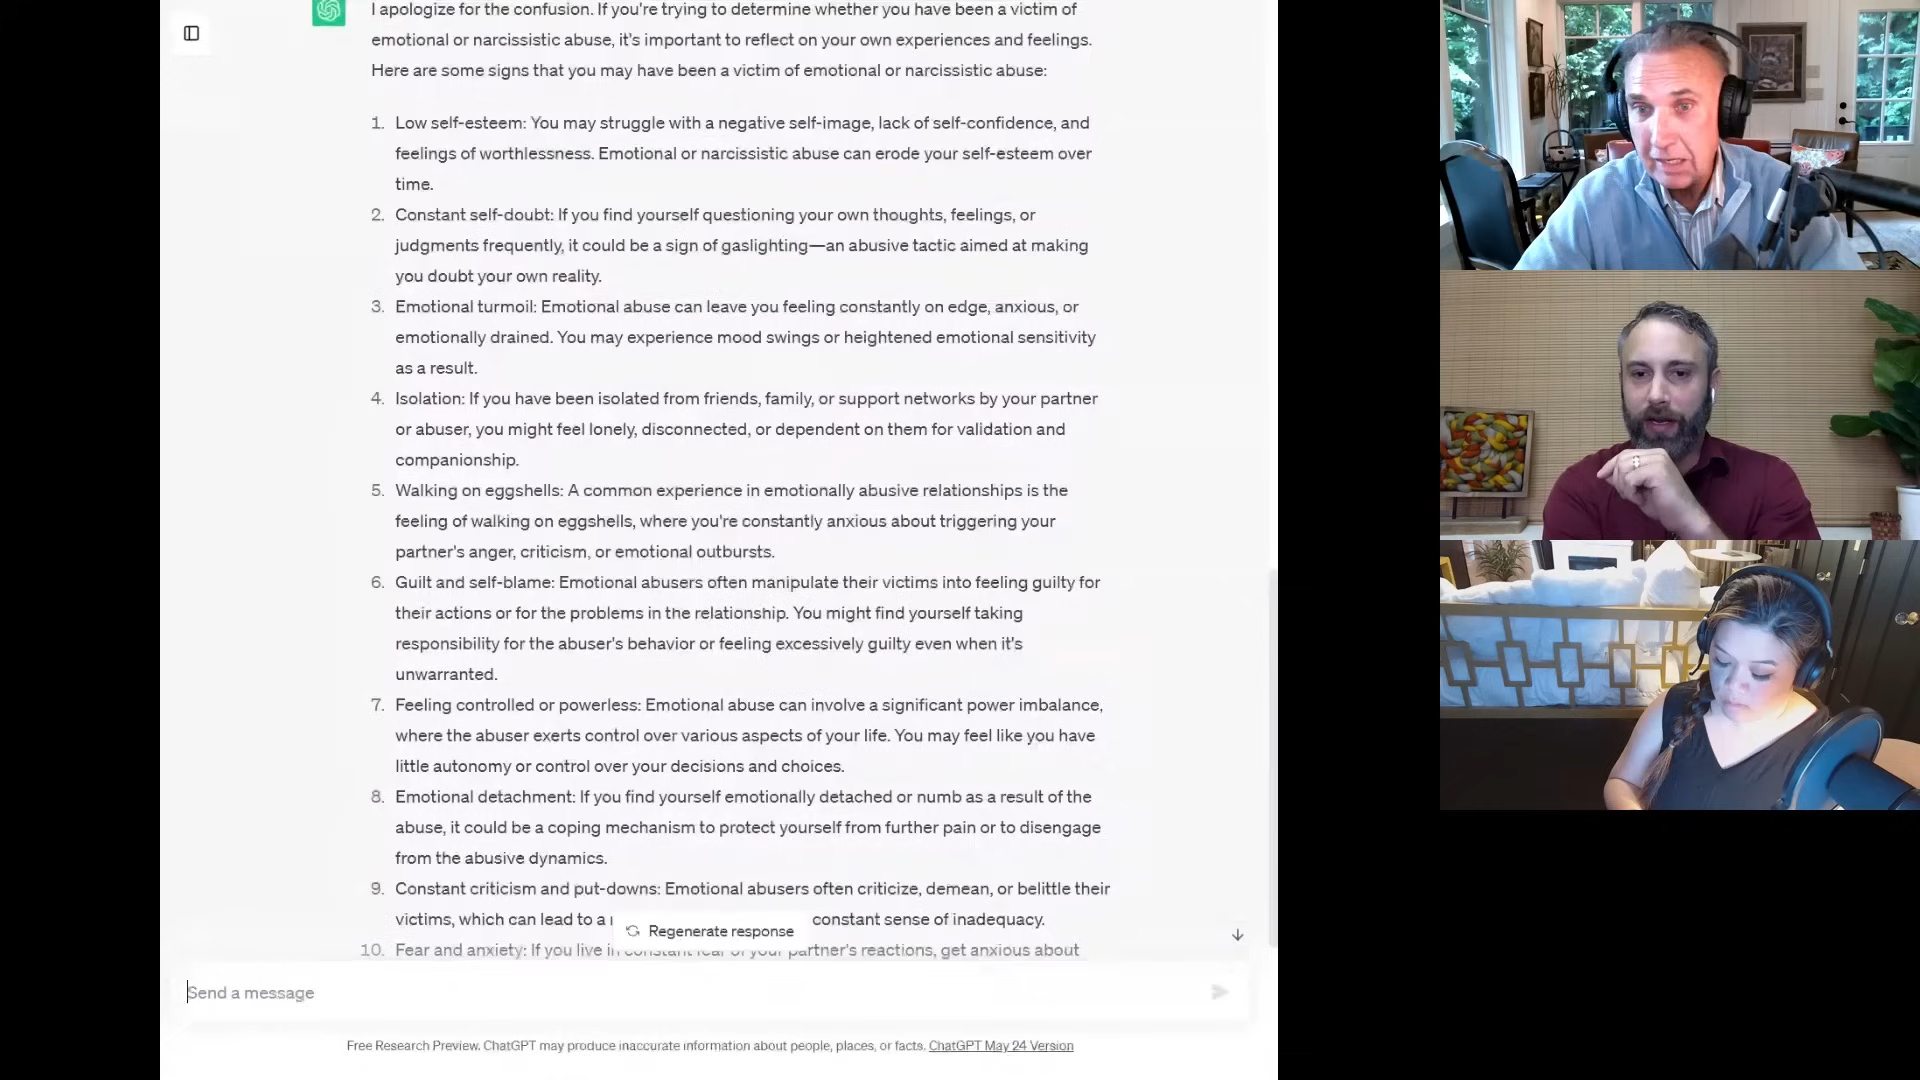 I apologize for the confusion. If you're trying to determine whether you have been a victim of
emotional or narcissistic abuse, it's important to reflect on your own experiences and feelings.
Here are some signs that you may have been a victim of emotional or narcissistic abuse:
1. Low self-esteem: You may struggle with a negative self-image, lack of self-confidence, and
feelings of worthlessness. Emotional or narcissistic abuse can erode your self-esteem over
time.
2. Constant self-doubt: If you find yourself questioning your own thoughts, feelings, or
judgments frequently, it could be a sign of gaslighting—an abusive tactic aimed at making
you doubt your own reality.
3. Emotional turmoil: Emotional abuse can leave you feeling constantly on edge, anxious, or
emotionally drained. You may experience mood swings or heightened emotional sensitivity
as a result.
4. Isolation: If you have been isolated from friends, family, or support networks by your partner
or abuser, you might feel lonely, disconnected, or dependent on them for validation and
companionship.
5. Walking on eggshells: A common experience in emotionally abusive relationships is the
feeling of walking on eggshells, where you're constantly anxious about triggering your
partner's anger, criticism, or emotional outbursts.
6. Guilt and self-blame: Emotional abusers often manipulate their victims into feeling guilty for
their actions or for the problems in the relationship. You might find yourself taking
responsibility for the abuser's behavior or feeling excessively guilty even when it's
unwarranted.
7. Feeling controlled or powerless: Emotional abuse can involve a significant power imbalance,
where the abuser exerts control over various aspects of your life. You may feel like you have
little autonomy or control over your decisions and choices.
8. Emotional detachment: If you find yourself emotionally detached or numb as a result of the
abuse, it could be a coping mechanism to protect yourself from further pain or to disengage
from the abusive dynamics.
9. Constant criticism and put-downs: Emotional abusers often criticize, demean, or belittle their
victims, which can lead to a constant sense of inadequacy.
Regenerate response
10. Fear and anxiety: If you live in constant fear of your partner's reactions, get anxious about
Send a message
Free Research Preview. ChatGPT may produce inaccurate information about people, places, or facts. ChatGPT May 24 Version